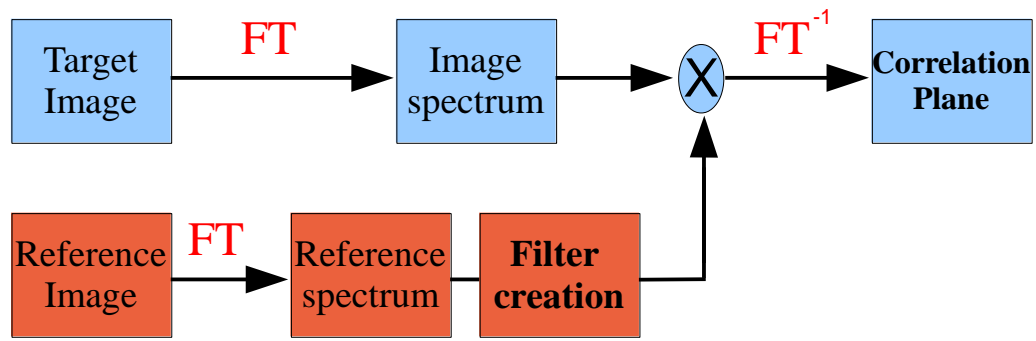 Target
Image
FT
Image
spectrum
X
FT⁻¹
Correlation
Plane
Reference
Image
FT
Reference
spectrum
Filter
creation